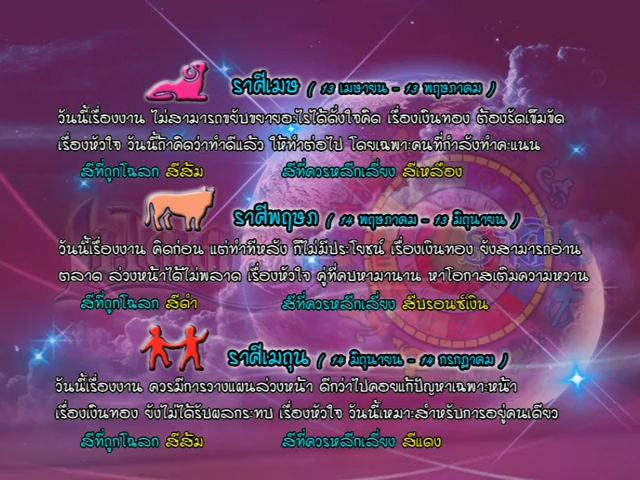 ราศีเมษ ( 13 เมษายน - 13 พฤษภาคม )
วันนี้เรื่องงาน ไม่สามารถขยับขยายอะไรได้ดั่งใจคิด เรื่องเงินทอง ต้องรัดเข็มขัด
เรื่องหัวใจ วันนี้ถ้าคิดว่าทำดีแล้ว ให้ทำต่อไป โดยเฉพาะคนที่กำลังทำคะแนน
สีที่ถูกโฉลก สีส้ม สีที่ควรหลีกเลี่ยง สีเหลือง
ราศีพฤษภ ( 14 พฤษภาคม - 13 มิถุนายน )
วันนี้เรื่องงาน คิดก่อน แต่ทำทีหลัง ก็ไม่มีประโยชน์ เรื่องเงินทอง ยังสามารถอ่าน
ตลาด ล่วงหน้าได้ไม่พลาด เรื่องหัวใจ คู่ที่คบหามานาน หาโอกาสเติมความหวาน
สีที่ถูกโฉลก สีดำ สีที่ควรหลีกเลี่ยง สีบรอนซ์เงิน
ราศีเมถุน ( 14 มิถุนายน - 14 กรกฎาคม )
วันนี้เรื่องงาน ควรมีการวางแผนล่วงหน้า ดีกว่าไปคอยแก้ปัญหาเฉพาะหน้า
เรื่องเงินทอง ยังไม่ได้รับผลกระทบ เรื่องหัวใจ วันนี้เหมาะสำหรับการอยู่คนเดียว
สีที่ถูกโฉลก สีส้ม สีที่ควรหลีกเลี่ยง สีแดง